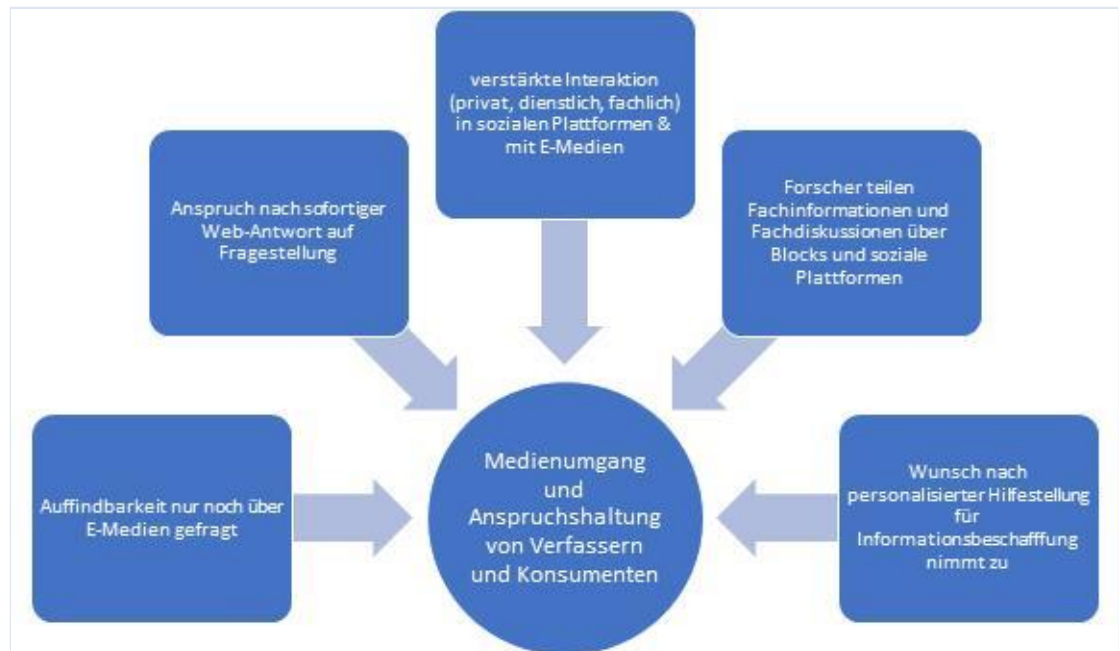 verstärkte Interaktion
(privat, dienstlich, fachlich)
in sozialen Plattformen &
mit E-Medien
Anspruch nach sofortiger
Web-Antwort auf
Fragestellung
Forscher teilen
Fachinformationen und
Fachdiskussionen über
Blocks und soziale
Plattformen
Auffindbarkeit nur noch über
E-Medien gefragt
Medienumgang
und
Anspruchshaltung
von Verfassern
und Konsumenten
Wunsch nach
personalisierter Hilfestellung
für
Informationsbeschafffung
nimmt zu